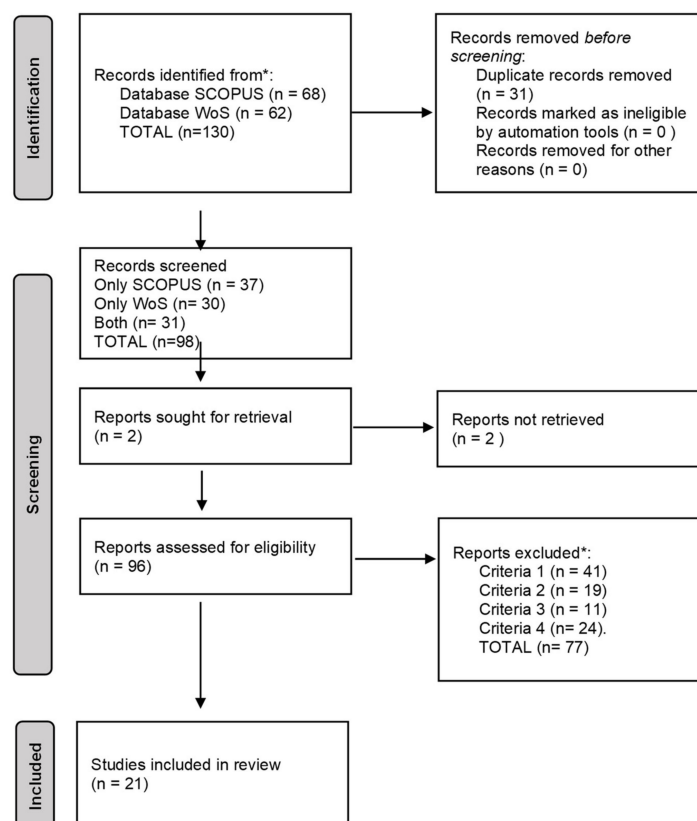 Identification
Records identified from*:
Database SCOPUS (n = 68)
Database WoS (n = 62)
TOTAL (n=130)
Records removed before
screening:
Duplicate records removed
(n = 31)
Records marked as ineligible
by automation tools (n = 0 )
Records removed for other
reasons (n = 0)
Screening
Records screened
Only SCOPUS (n = 37)
Only WoS (n= 30)
Both (n= 31)
TOTAL (n=98)
Reports sought for retrieval
(n = 2)
Reports not retrieved
(n = 2 )
Reports assessed for eligibility
(n = 96)
Reports excluded*:
Criteria 1 (n = 41)
Criteria 2 (n = 19)
Criteria 3 (n = 11)
Criteria 4 (n= 24).
TOTAL (n= 77)
Included
Studies included in review
(n = 21)